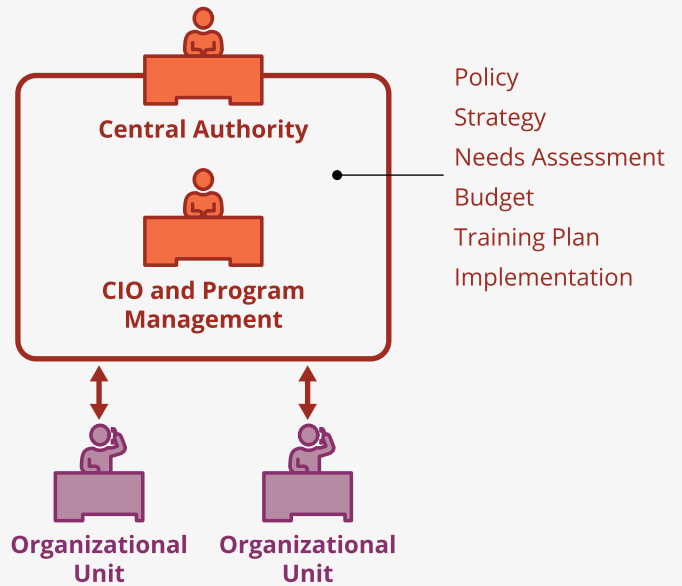 Central Authority
CIO and Program
Management
Policy
Strategy
Needs Assessment
Budget
Training Plan
Implementation
Organizational
Unit
Organizational
Unit